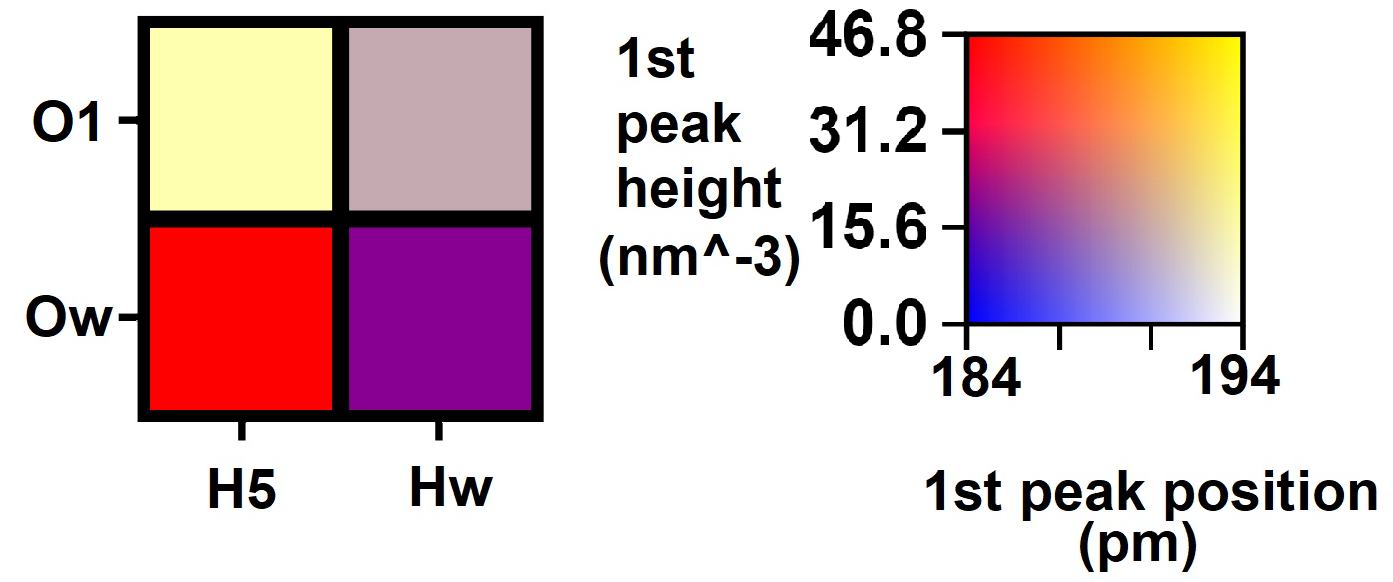 O1
Ow
H5
Hw
1st
peak
height
(nm^-3)
46.8
31.2
15.6
0.0
184
194
1st peak position
(pm)